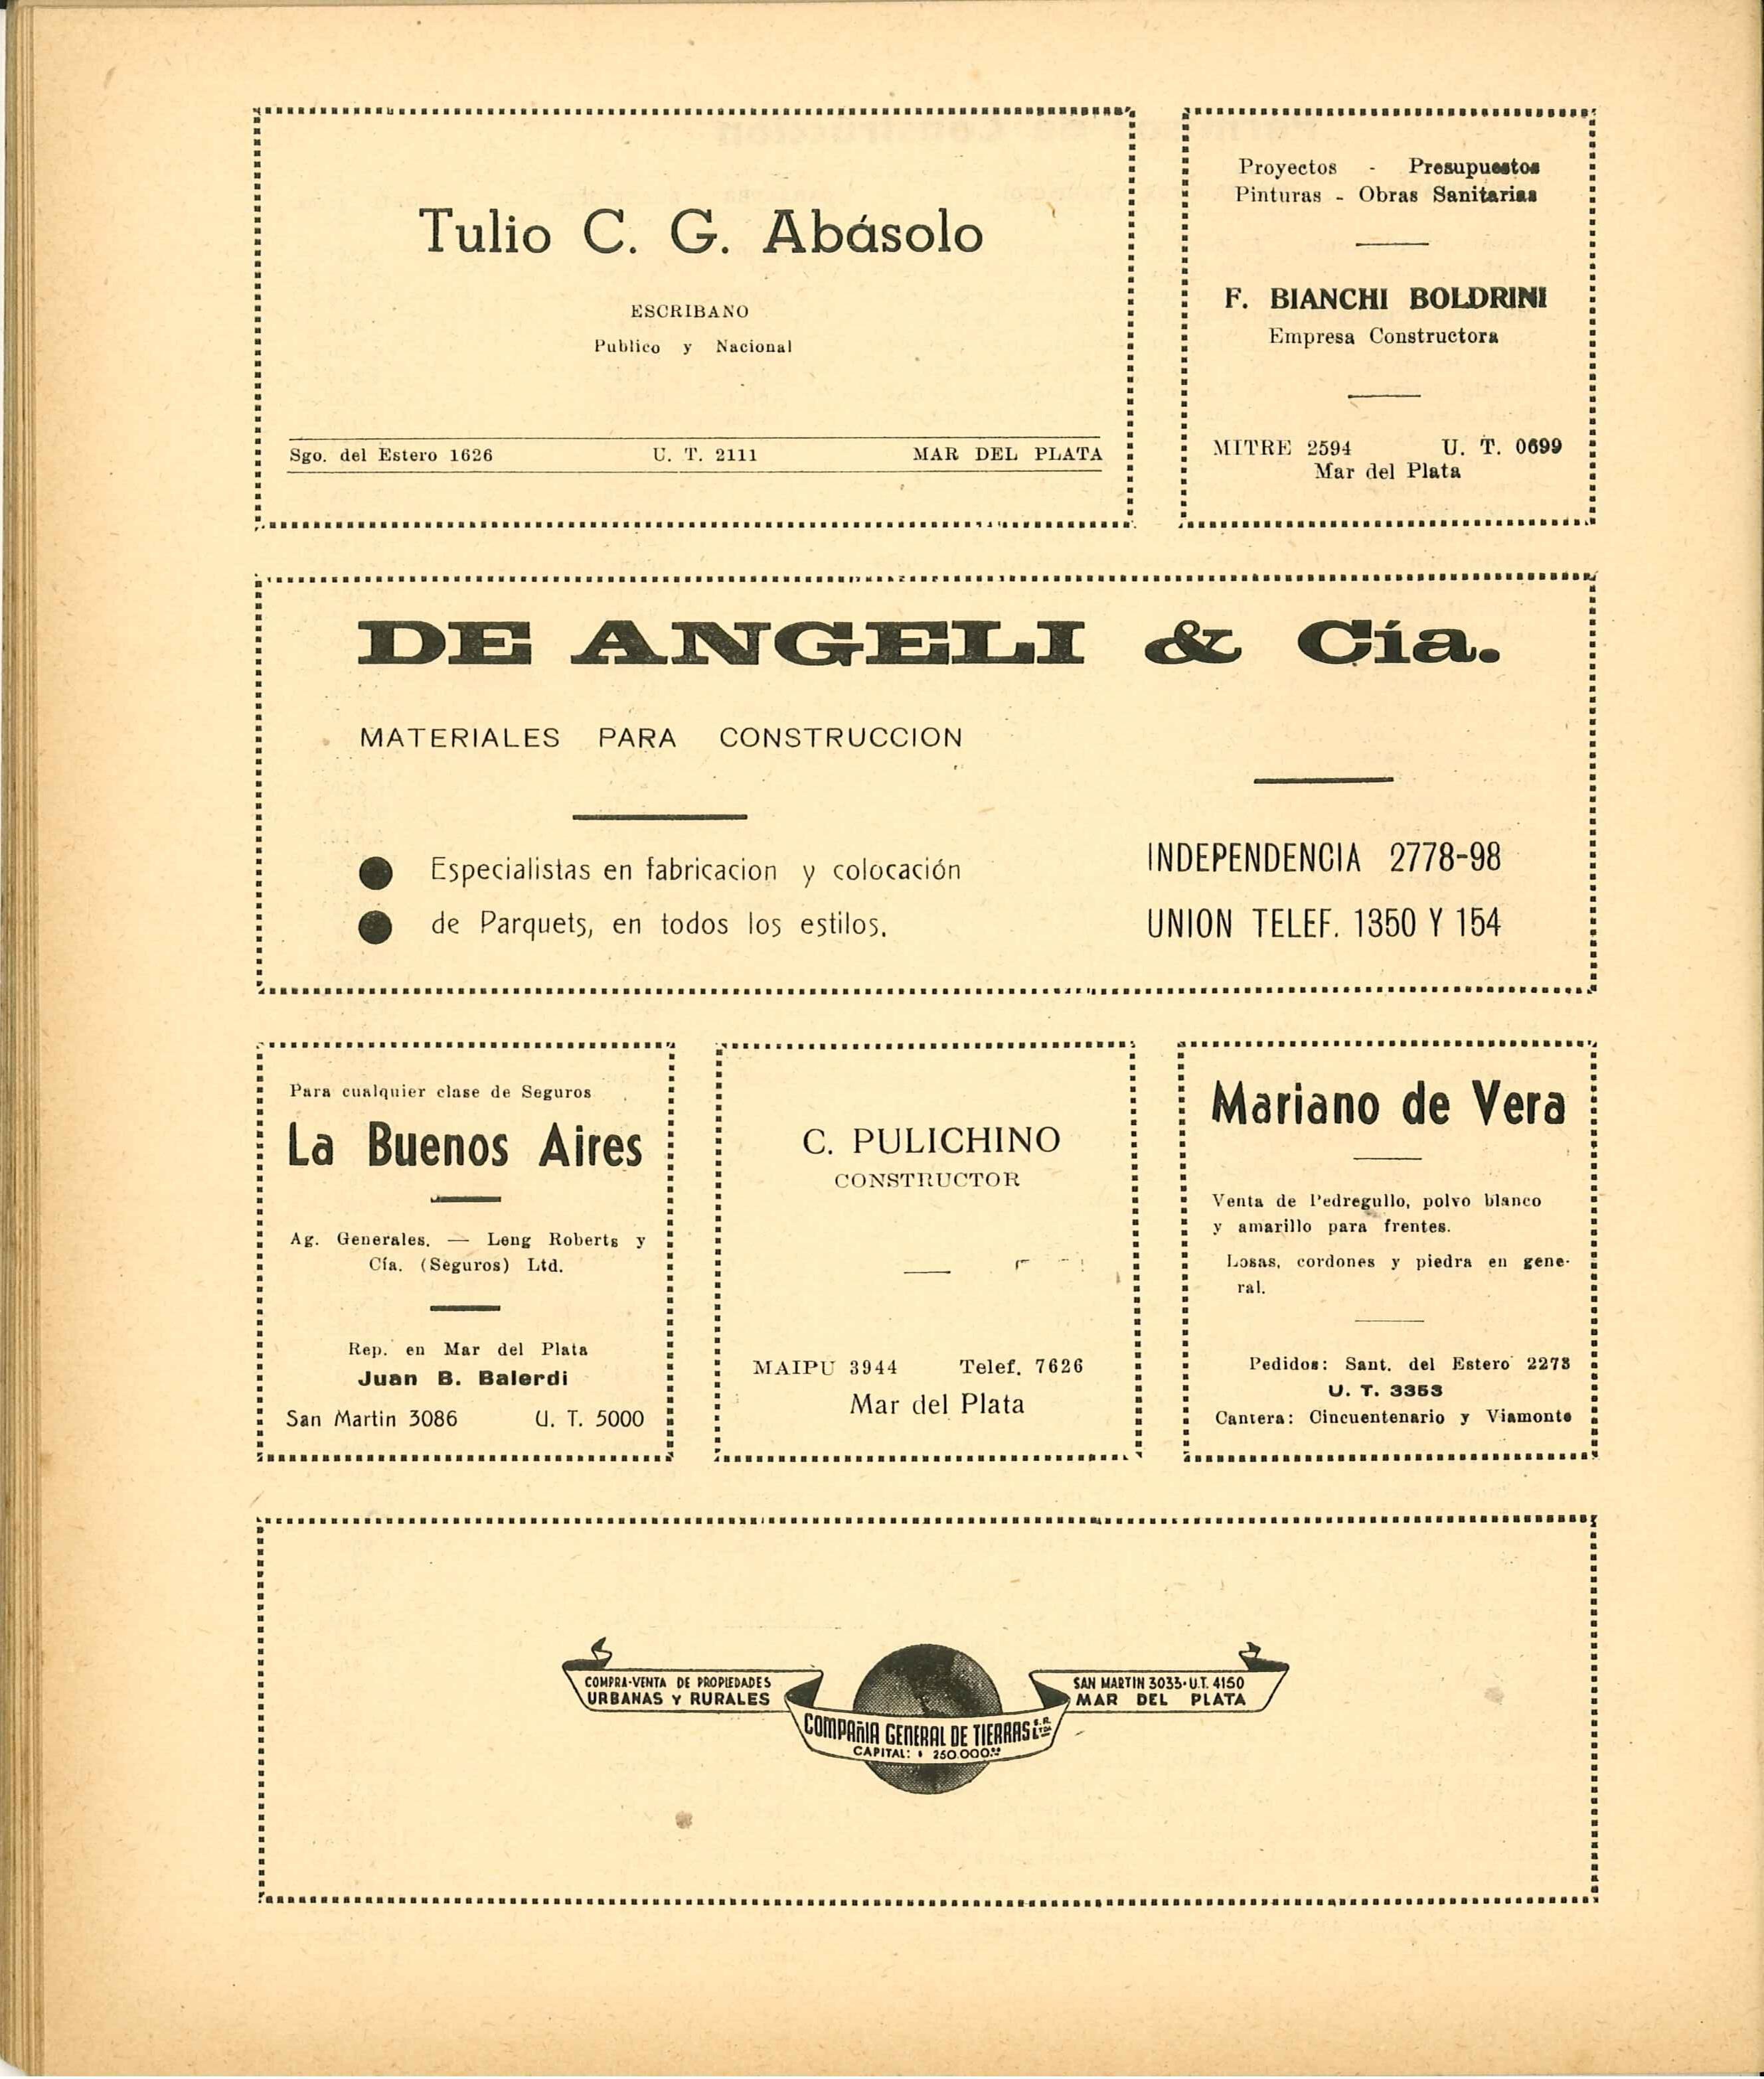 Tulio C. G. Abásolo
ESCRIBANO
Publico y Nacional
Sgo. del Estero 1626 U. T. 2111 MAR DEL PLATA
Proyectos - Presupuestos
Pinturas - Obras Sanitarias
F. BIANCHI BOLDRINI
Empresa Constructora
MITRE 2594 U. T. 0699
Mar del Plata
DE ANGELI & Cía.
MATERIALES PARA CONSTRUCCION
Especialistas en fabricacion y colocación
de Parquets, en todos los estilos.
INDEPENDENCIA 2778-98
UNION TELEF. 1350 Y 154
Para cualquier clase de Seguros
La Buenos Aires
Ag. Generales. — Leng Roberts y
Cía. (Seguros) Ltd.
Rep. en Mar del Plata
Juan B. Balerdi
San Martin 3086 U. T. 5000
C. PULICHINO
CONSTRUCTOR
MAIPU 3944 Telef. 7626
Mar del Plata
Mariano de Vera
Venta de Pedregullo, polvo blanco
y amarillo para frentes.
Losas, cordones y piedra en gene-
ral.
Pedidos: Sant. del Estero 2273
U. T. 3353
Cantera: Cincuentenario y Viamonte
COMPRA-VENTA DE PROPIEDADES
URBANAS Y RURALES
COMPAÑIA GENERAL DE TIERRAS S.R. LTDA
CAPITAL: $ 250.000.00
SAN MARTIN 3033-U.T. 4150
MAR DEL PLATA